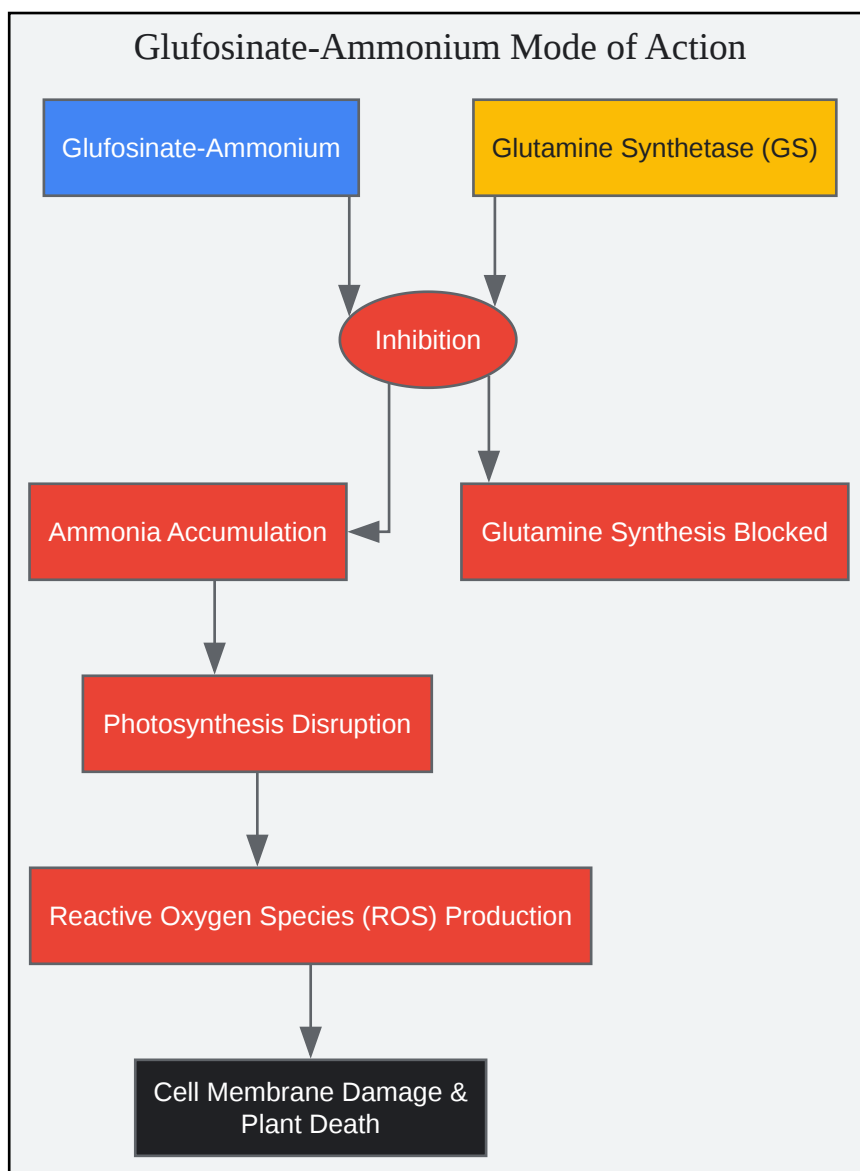 Glufosinate-Ammonium Mode of Action
Glufosinate-Ammonium
Glutamine Synthetase (GS)
Inhibition
Ammonia Accumulation
Glutamine Synthesis Blocked
Photosynthesis Disruption
Reactive Oxygen Species (ROS) Production
Cell Membrane Damage &
Plant Death